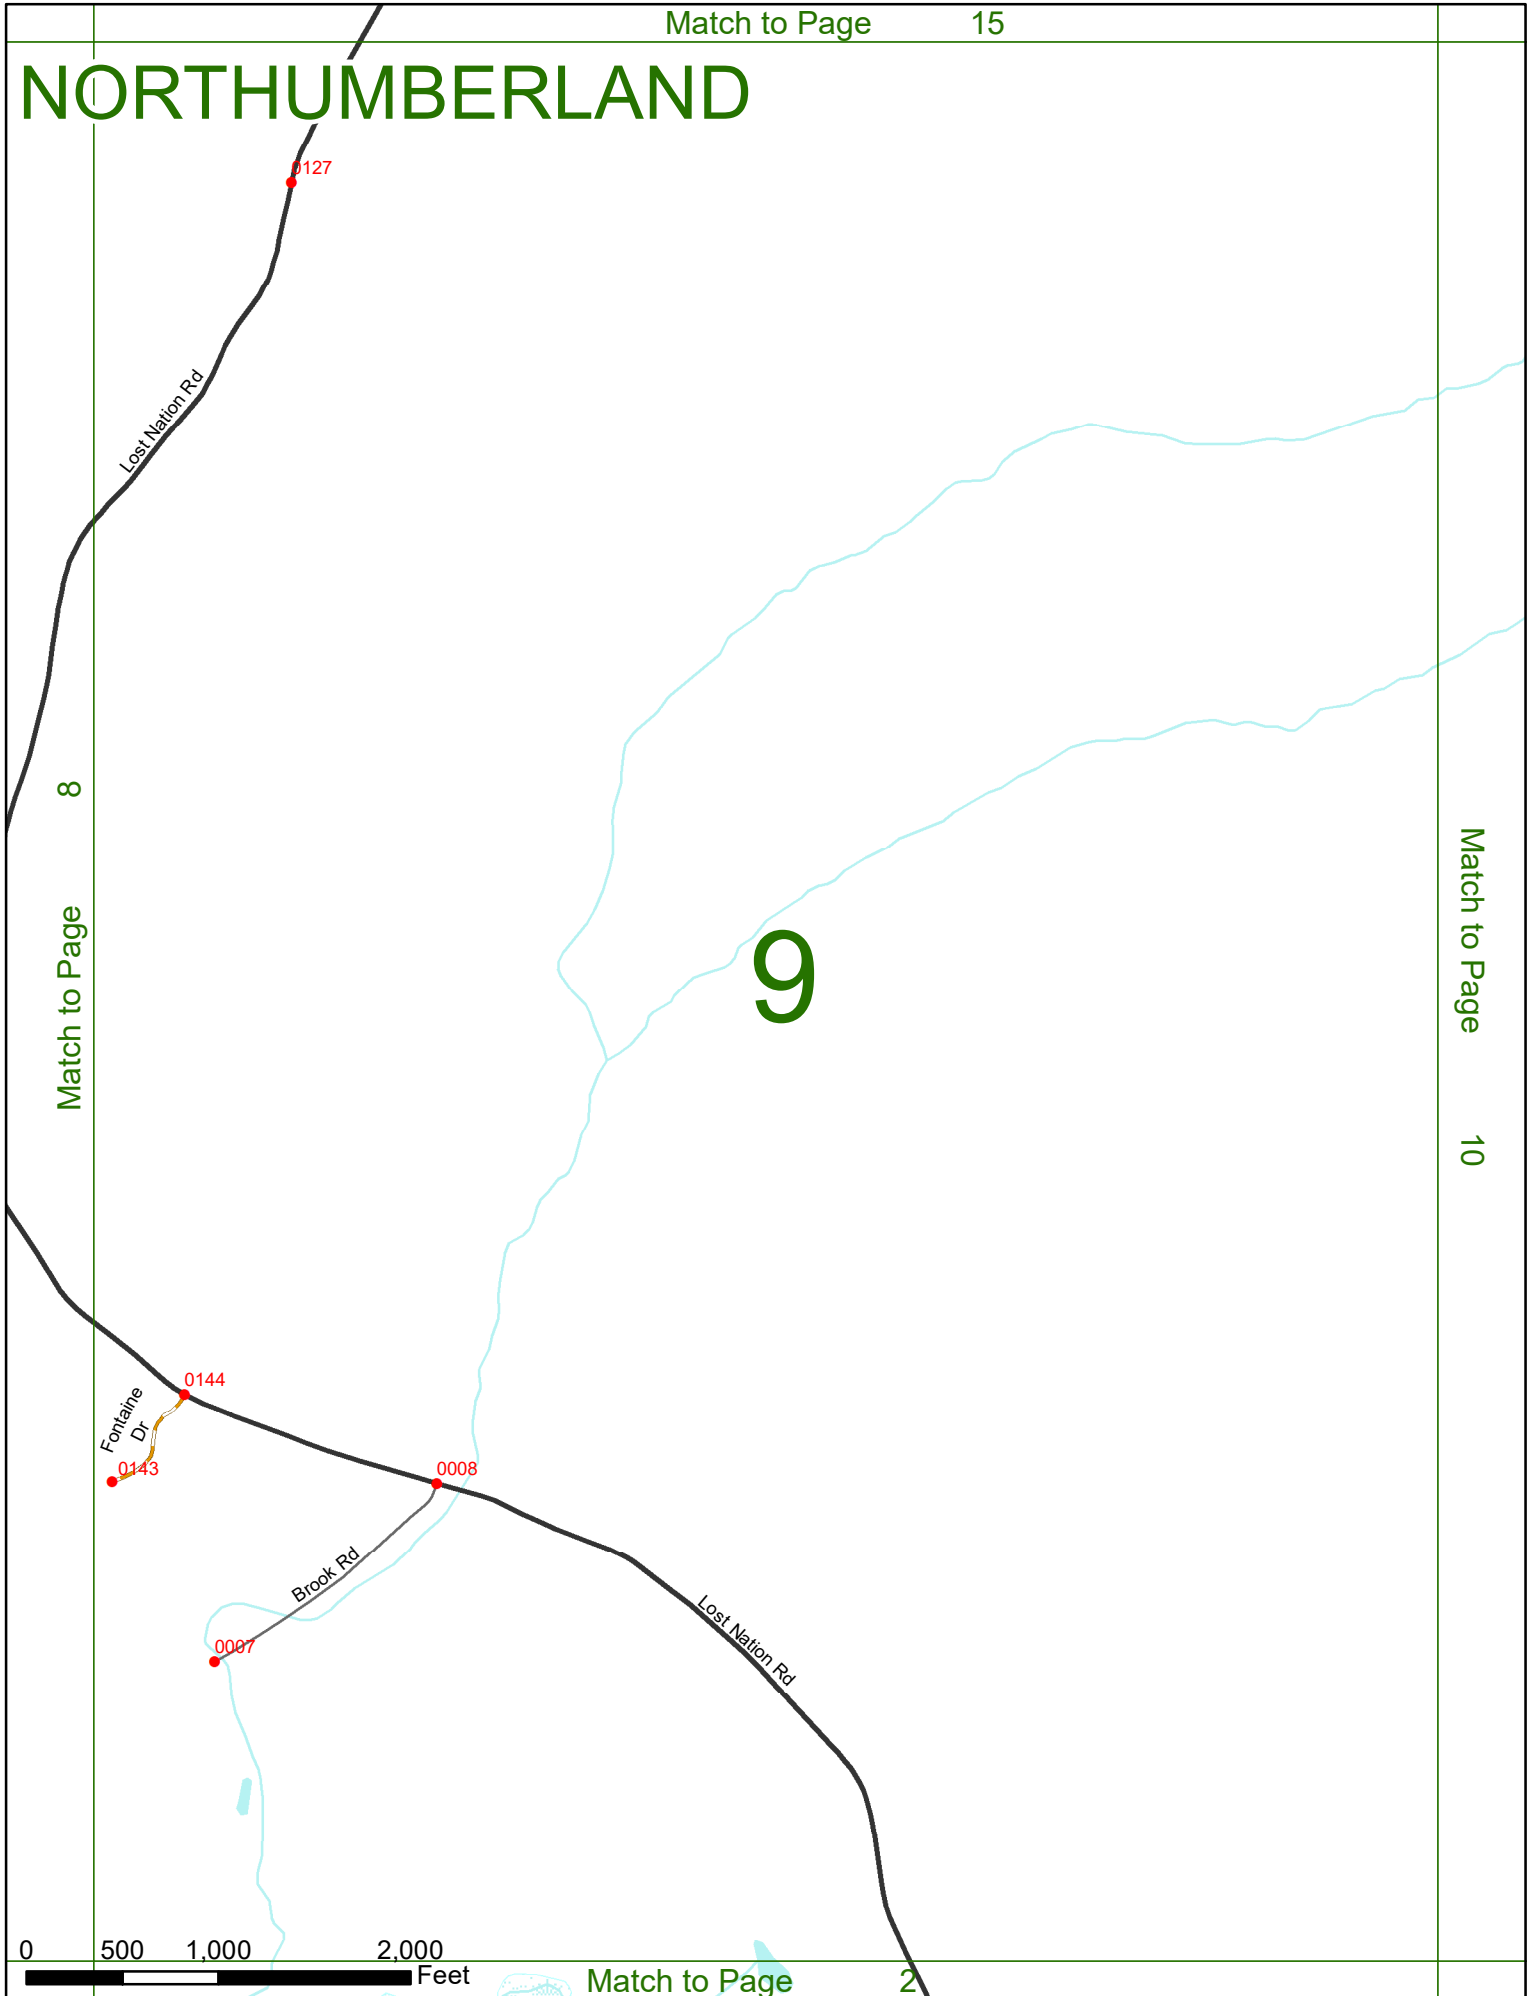 Match to Page 15
NORTHUMBERLAND
0127
Lost Nation Rd
8
Match to Page
9
Match to Page
10
0144
Fontaine
Dr
0143
0008
Brook Rd
0007
Lost Nation Rd
0 500 1,000 2,000
Feet
Match to Page 2